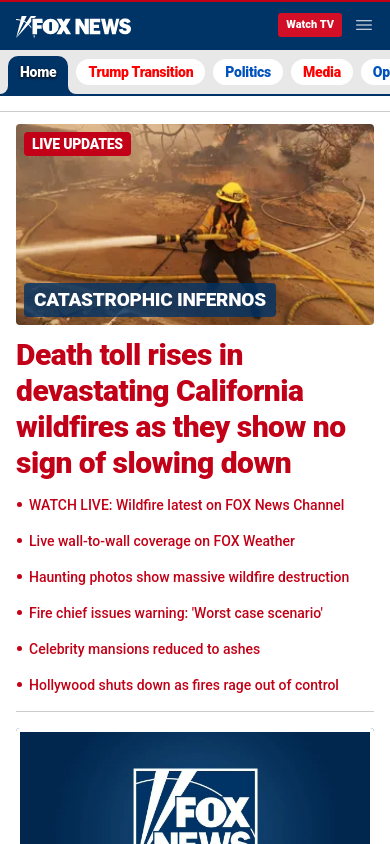 FOX NEWS
Watch TV
Home
Trump Transition
Politics
Media
Op
LIVE UPDATES
CATASTROPHIC INFERNOS
Death toll rises in
devastating California
wildfires as they show no
sign of slowing down
WATCH LIVE: Wildfire latest on FOX News Channel
Live wall-to-wall coverage on FOX Weather
Haunting photos show massive wildfire destruction
Fire chief issues warning: 'Worst case scenario'
Celebrity mansions reduced to ashes
Hollywood shuts down as fires rage out of control
FOX
NEWS